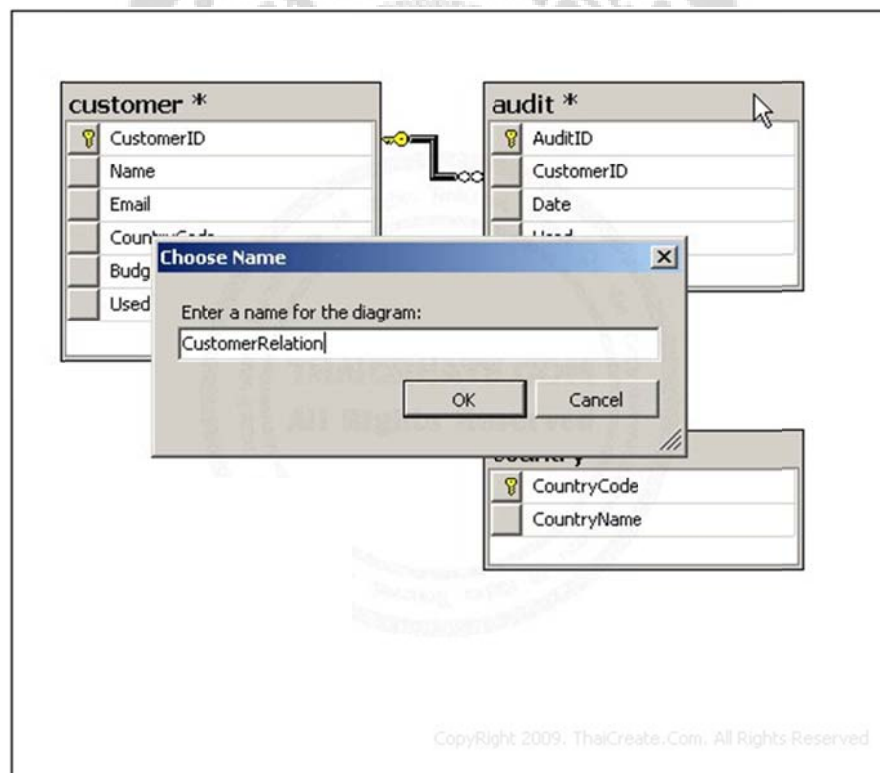 customer *
CustomerID
Name
Email
Budg
Used
audit *
AuditID
CustomerID
Date
Choose Name
Enter a name for the diagram:
CustomerRelation
OK
Cancel
CountryCode
CountryName
CopyRight 2009. ThaiCreate.Com. All Rights Reserved